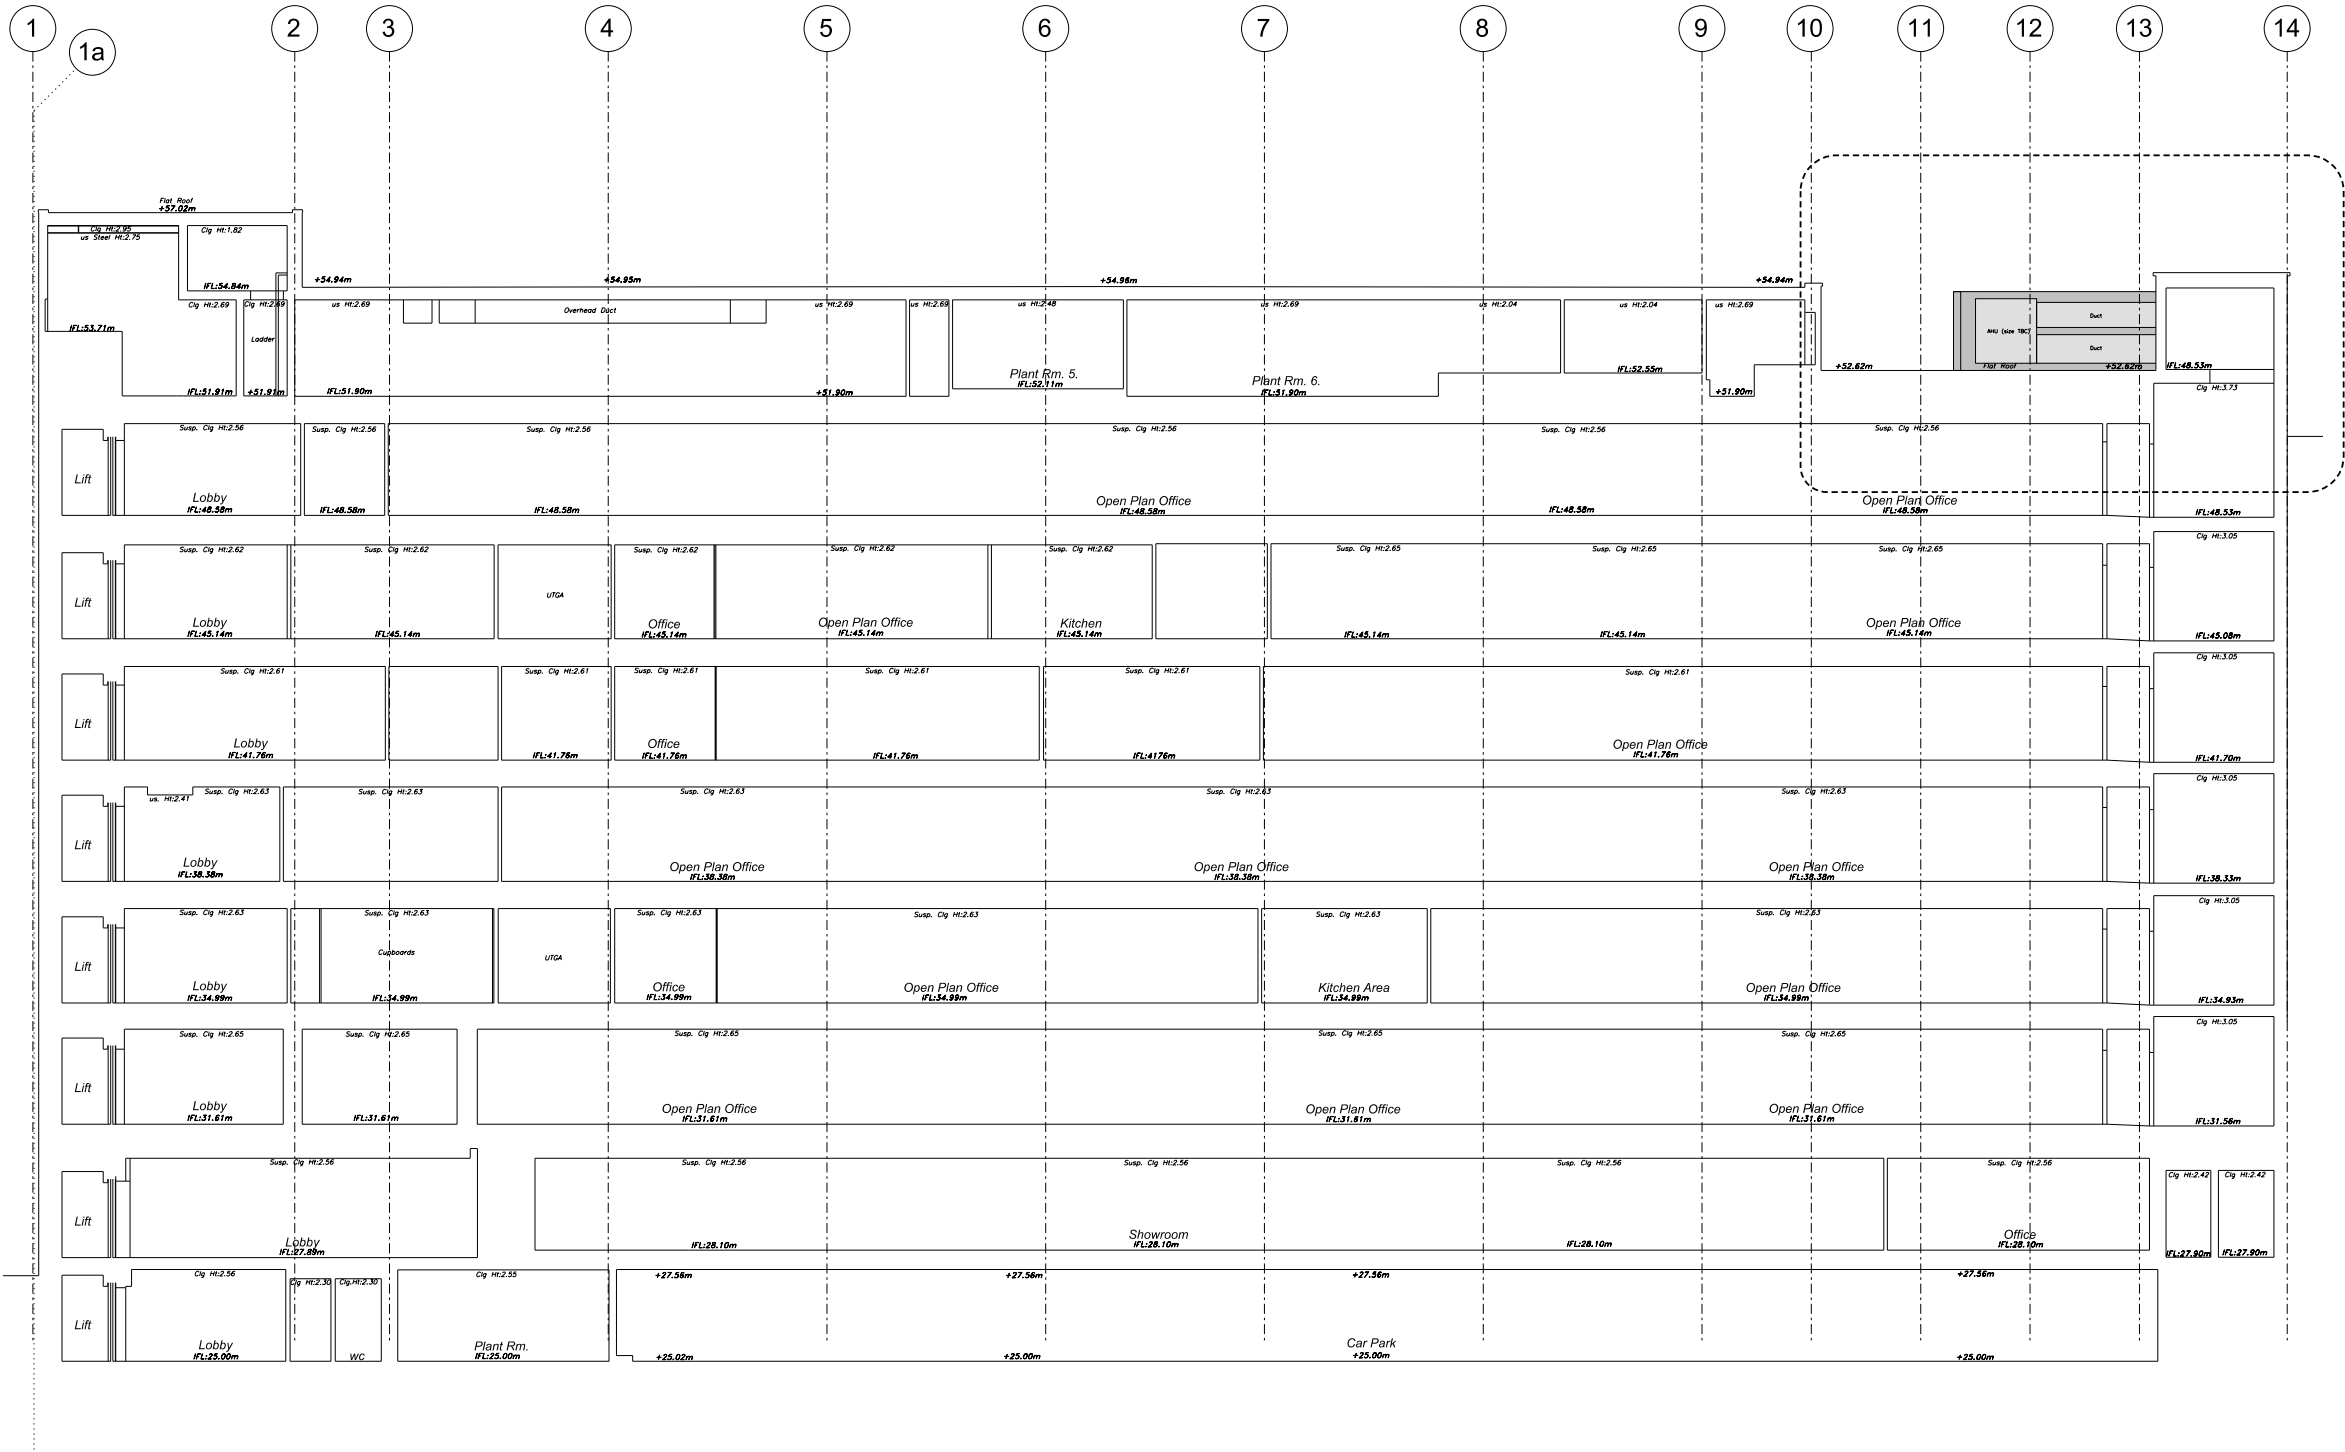 1 2 3 4 5 6 7 8 9 10 11 12 13 14
1a
Flat Roof
+57.02m
Clg Ht:2.95
us Steel Ht:2.75
Clg Ht:1.82
IFL:54.84m
+54.94m +54.95m +54.96m +54.94m
Clg Ht:2.69 Clg Ht:2.69 us Ht:2.69 us Ht:2.69 us Ht:2.69 us Ht:2.48 us Ht:2.69 us Ht:2.04 us Ht:2.04 us Ht:2.69
Overhead Duct
Duct
IFL:53.71m
AHU (size TBC)
Ladder
Duct
+52.62m Flat Roof +52.62m IFL:48.53m
Plant Rm. 5.
IFL:52.11m
Plant Rm. 6.
IFL:52.55m
IFL:51.91m +51.91m IFL:51.90m +51.90m IFL:51.90m +51.90m
Clg Ht:3.73
Susp. Clg Ht:2.56 Susp. Clg Ht:2.56 Susp. Clg Ht:2.56 Susp. Clg Ht:2.56 Susp. Clg Ht:2.56 Susp. Clg Ht:2.56
Lift
Lobby Open Plan Office Open Plan Office
IFL:48.58m IFL:48.58m IFL:48.58m IFL:48.58m IFL:48.58m IFL:48.58m IFL:48.53m
Clg Ht:3.05
Susp. Clg Ht:2.62 Susp. Clg Ht:2.62 Susp. Clg Ht:2.62 Susp. Clg Ht:2.62 Susp. Clg Ht:2.62 Susp. Clg Ht:2.65 Susp. Clg Ht:2.65 Susp. Clg Ht:2.65
Lift UTGA
Lobby Office Open Plan Office Kitchen Open Plan Office
IFL:45.14m IFL:45.14m IFL:45.14m IFL:45.14m IFL:45.14m IFL:45.14m IFL:45.14m IFL:45.14m IFL:45.08m
Clg Ht:3.05
Susp. Clg Ht:2.61 Susp. Clg Ht:2.61 Susp. Clg Ht:2.61 Susp. Clg Ht:2.61 Susp. Clg Ht:2.61 Susp. Clg Ht:2.61
Lift
Lobby Office Open Plan Office
IFL:41.76m IFL:41.76m IFL:41.76m IFL:41.76m IFL:4176m IFL:41.76m IFL:41.70m
Clg Ht:3.05
us. Ht:2.41 Susp. Clg Ht:2.63 Susp. Clg Ht:2.63 Susp. Clg Ht:2.63 Susp. Clg Ht:2.63 Susp. Clg Ht:2.63
Lift
Lobby Open Plan Office Open Plan Office Open Plan Office
IFL:38.38m IFL:38.38m IFL:38.38m IFL:38.38m IFL:38.33m
Clg Ht:3.05
Susp. Clg Ht:2.63 Susp. Clg Ht:2.63 Susp. Clg Ht:2.63 Susp. Clg Ht:2.63 Susp. Clg Ht:2.63 Susp. Clg Ht:2.63
Lift Cupboards UTGA
Lobby Office Open Plan Office Kitchen Area Open Plan Office
IFL:34.99m IFL:34.99m IFL:34.99m IFL:34.99m IFL:34.99m IFL:34.99m IFL:34.93m
Clg Ht:3.05
Susp. Clg Ht:2.65 Susp. Clg Ht:2.65 Susp. Clg Ht:2.65 Susp. Clg Ht:2.65 Susp. Clg Ht:2.65
Lift
Lobby Open Plan Office Open Plan Office Open Plan Office
IFL:31.61m IFL:31.61m IFL:31.61m IFL:31.61m IFL:31.61m IFL:31.56m
Susp. Clg Ht:2.56 Susp. Clg Ht:2.56 Susp. Clg Ht:2.56 Susp. Clg Ht:2.56 Susp. Clg Ht:2.56 Clg Ht:2.42 Clg Ht:2.42
Lift
Lobby Showroom Office
IFL:27.89m IFL:28.10m IFL:28.10m IFL:28.10m IFL:28.10m IFL:27.90m IFL:27.90m
Clg Ht:2.56 Clg Ht:2.30 Clg.Ht:2.30 Clg Ht:2.55 +27.56m +27.56m +27.56m +27.56m
Lift
Lobby WC Plant Rm. Car Park
IFL:25.00m IFL:25.00m +25.02m +25.00m +25.00m +25.00m